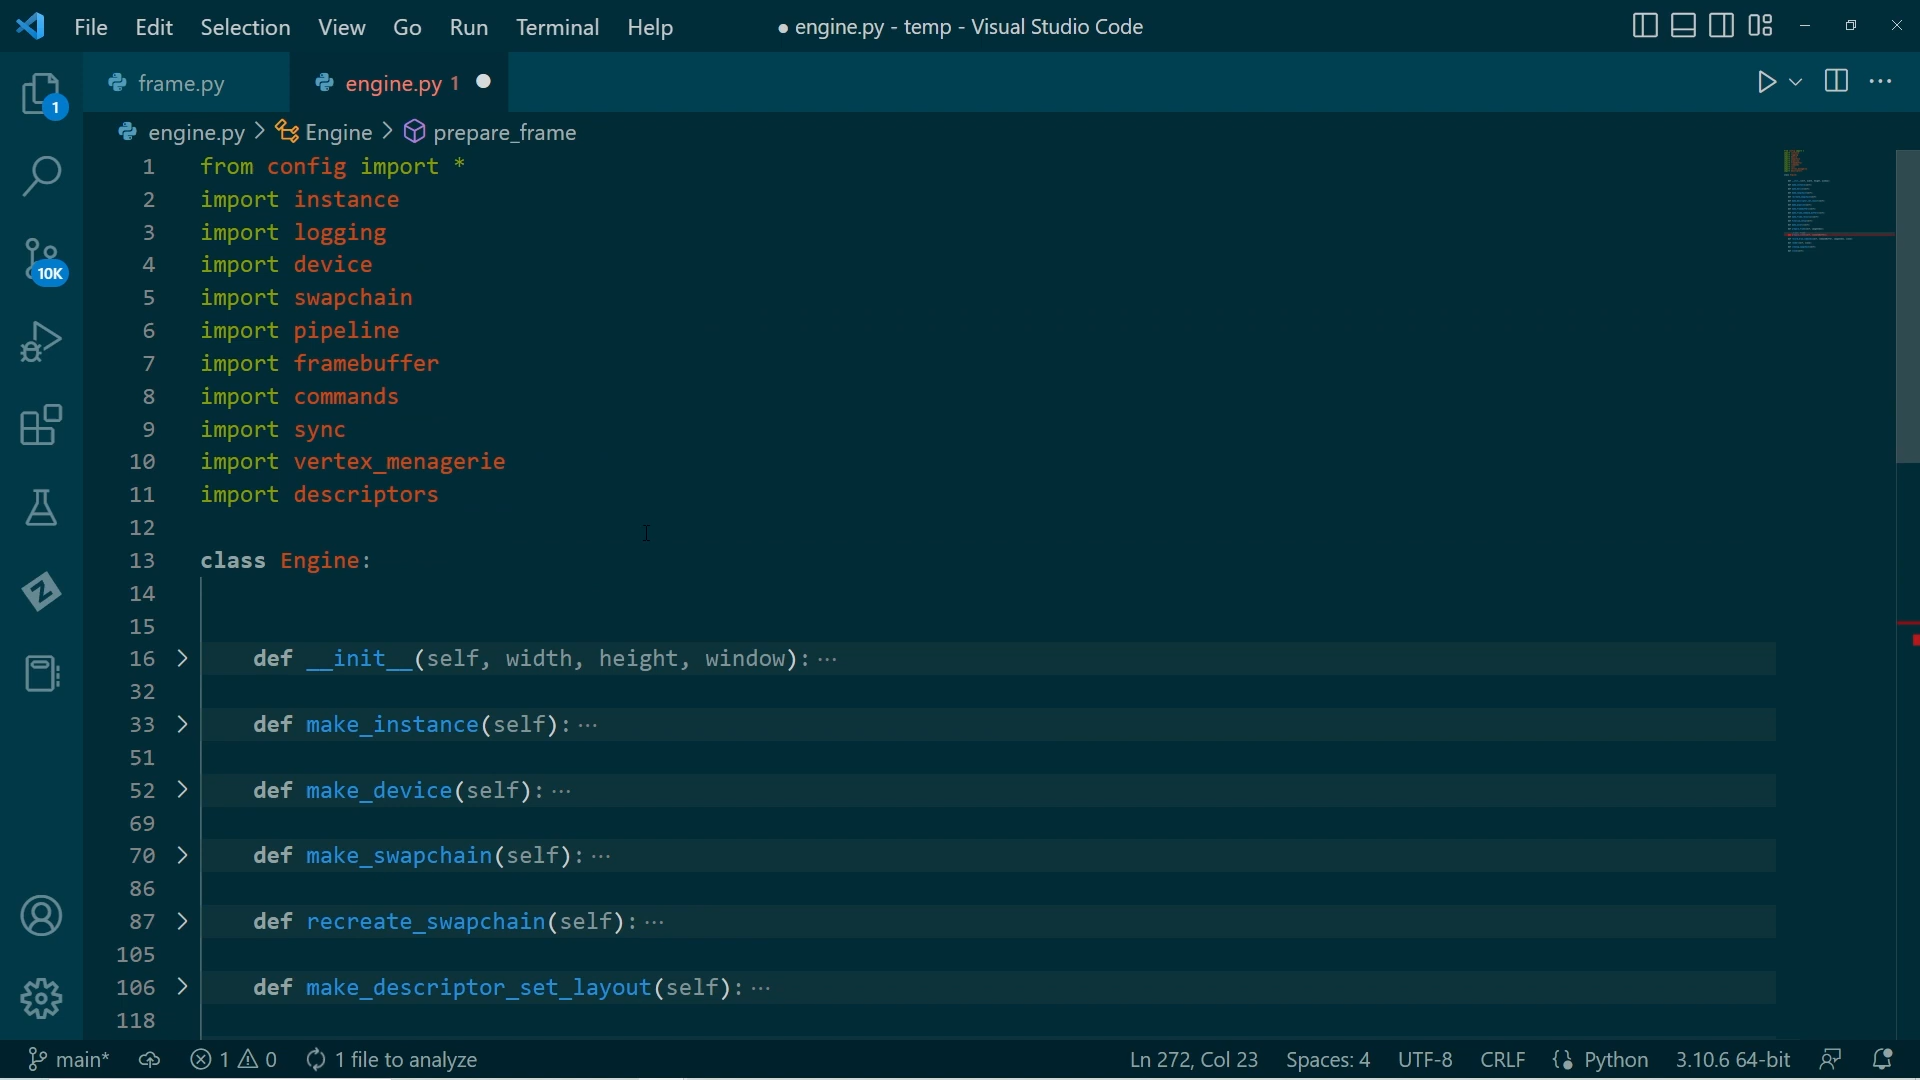 File Edit Selection View Go Run Terminal Help ● engine.py - temp - Visual Studio Code
frame.py engine.py 1
1
engine.py > Engine > prepare_frame
1 from config import *
2 import instance
3 import logging
4 import device
5 import swapchain
6 import pipeline
7 import framebuffer
8 import commands
9 import sync
10 import vertex_menagerie
11 import descriptors
12
13 class Engine:
14
15
16 def __init__(self, width, height, window):⋯
32
33 def make_instance(self):⋯
51
52 def make_device(self):⋯
69
70 def make_swapchain(self):⋯
86
87 def recreate_swapchain(self):⋯
105
106 def make_descriptor_set_layout(self):⋯
118
10K
main* 1 0 1 file to analyze Ln 272, Col 23 Spaces: 4 UTF-8 CRLF Python 3.10.6 64-bit